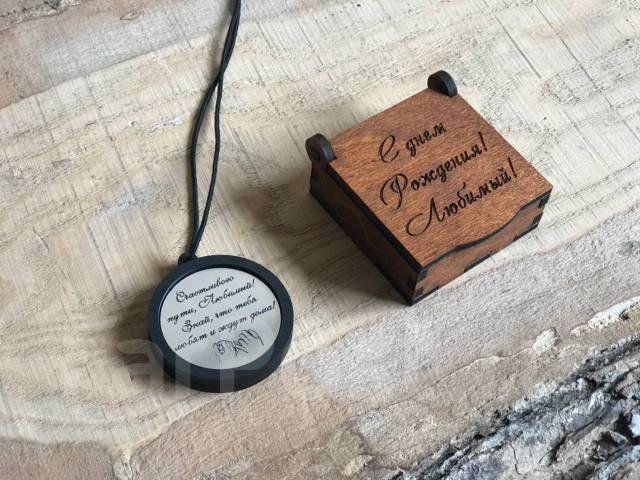 Счастливого
пути, Любимый!
Знай, что тебя
любят и ждут дома!
С днем
Рождения!
Любимый!